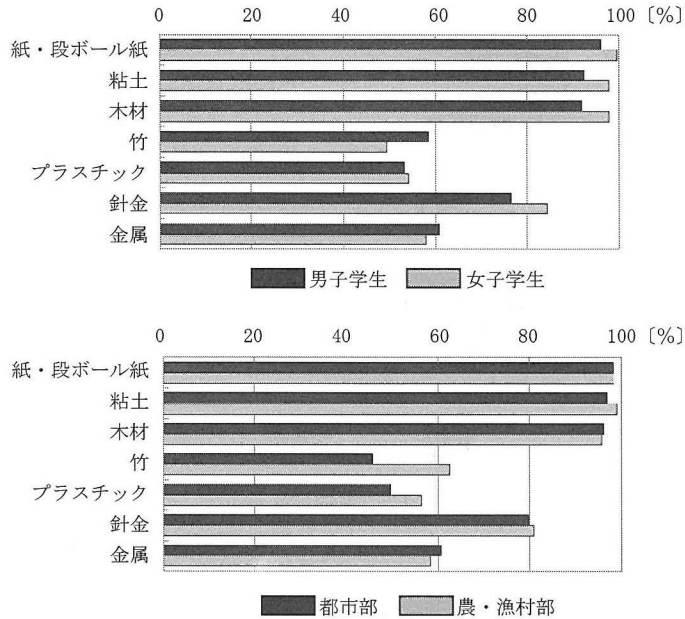 0 20 40 60 80 100 〔%〕
紙・段ボール紙
粘土
木材
竹
プラスチック
針金
金属
男子学生 女子学生
0 20 40 60 80 100 〔%〕
紙・段ボール紙
粘土
木材
竹
プラスチック
針金
金属
都市部 農・漁村部